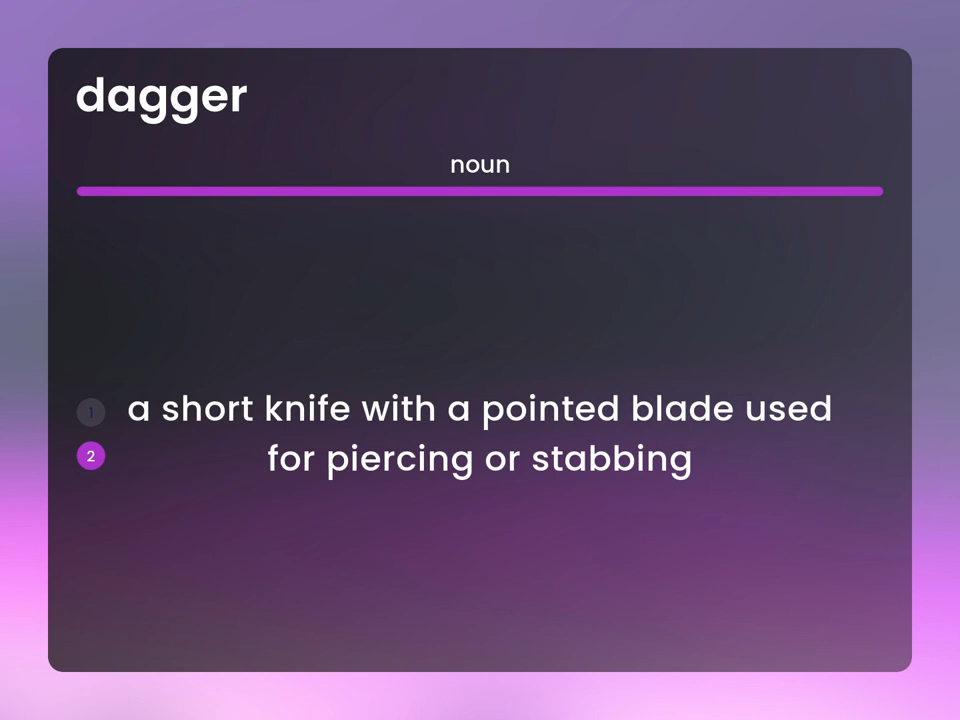 dagger
noun
1
a short knife with a pointed blade used
2
for piercing or stabbing